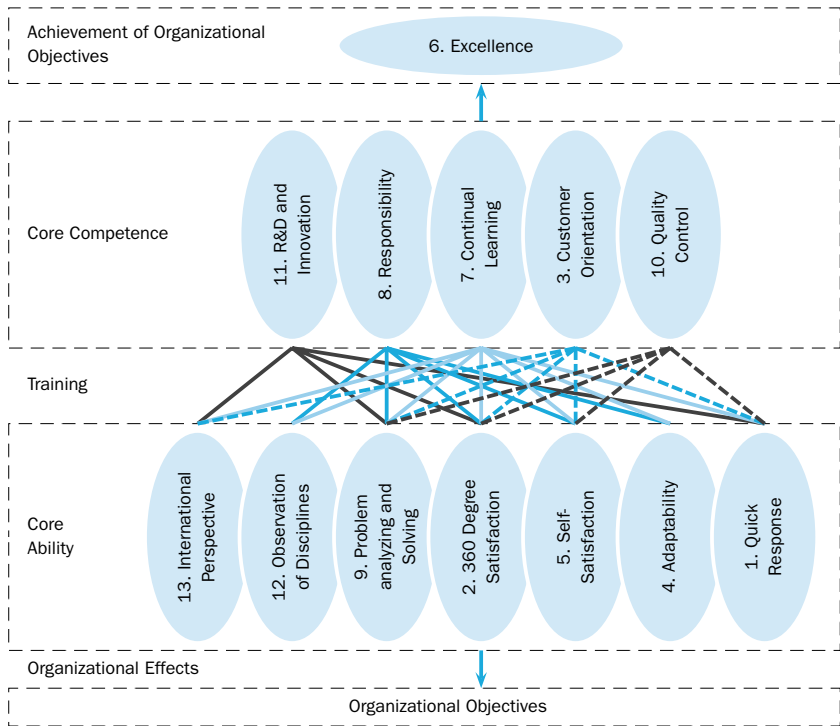 Achievement of Organizational
Objectives
6. Excellence
Core Competence
11. R&D and
Innovation
8. Responsibility
7. Continual
Learning
3. Customer
Orientation
10. Quality
Control
Training
Core
Ability
13. International
Perspective
12. Observation
of Disciplines
9. Problem
analyzing and
Solving
2. 360 Degree
Satisfaction
5. Self-
Satisfaction
4. Adaptability
1. Quick
Response
Organizational Effects
Organizational Objectives